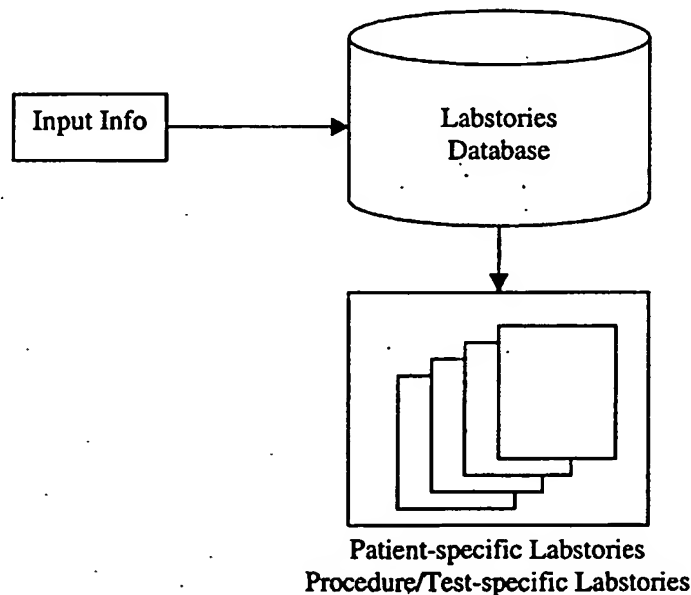 Input Info
Labstories
Database
Patient-specific Labstories
Procedure/Test-specific Labstories